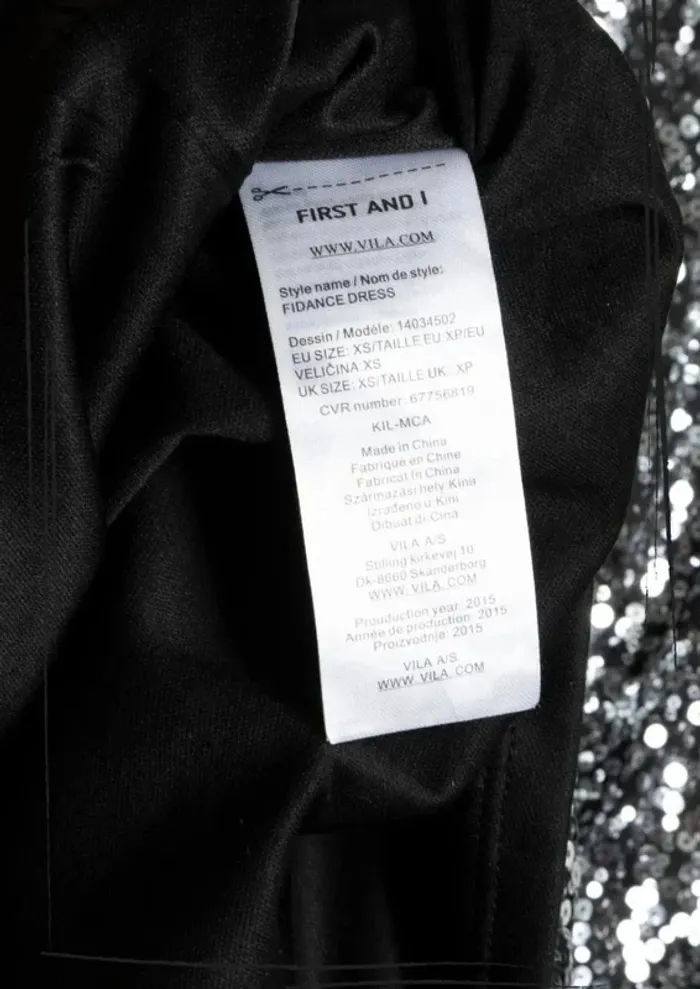 FIRST AND I
WWW.VILA.COM
Style name / Nom de style:
FIDANCE DRESS
Dessin / Modéle: 14034502
EU SIZE: XS/TAILLE EU:XP/EU
VELIČINA XS
UK SIZE: XS/TAILLE UK: XP
CVR number: 67756819
KIL-MCA
Made in China
Fabriqué en Chine
Fabricat în China
Származási hely Kína
Izrađeno u Kini
Dibuat di Cina
VILA A/S
Stilling kirkevej 10
Dk-8660 Skanderborg
WWW. VILA. COM
Prouduction year: 2015
Année de production: 2015
Proizvodnje: 2015
VILA A/S
WWW. VILA. COM